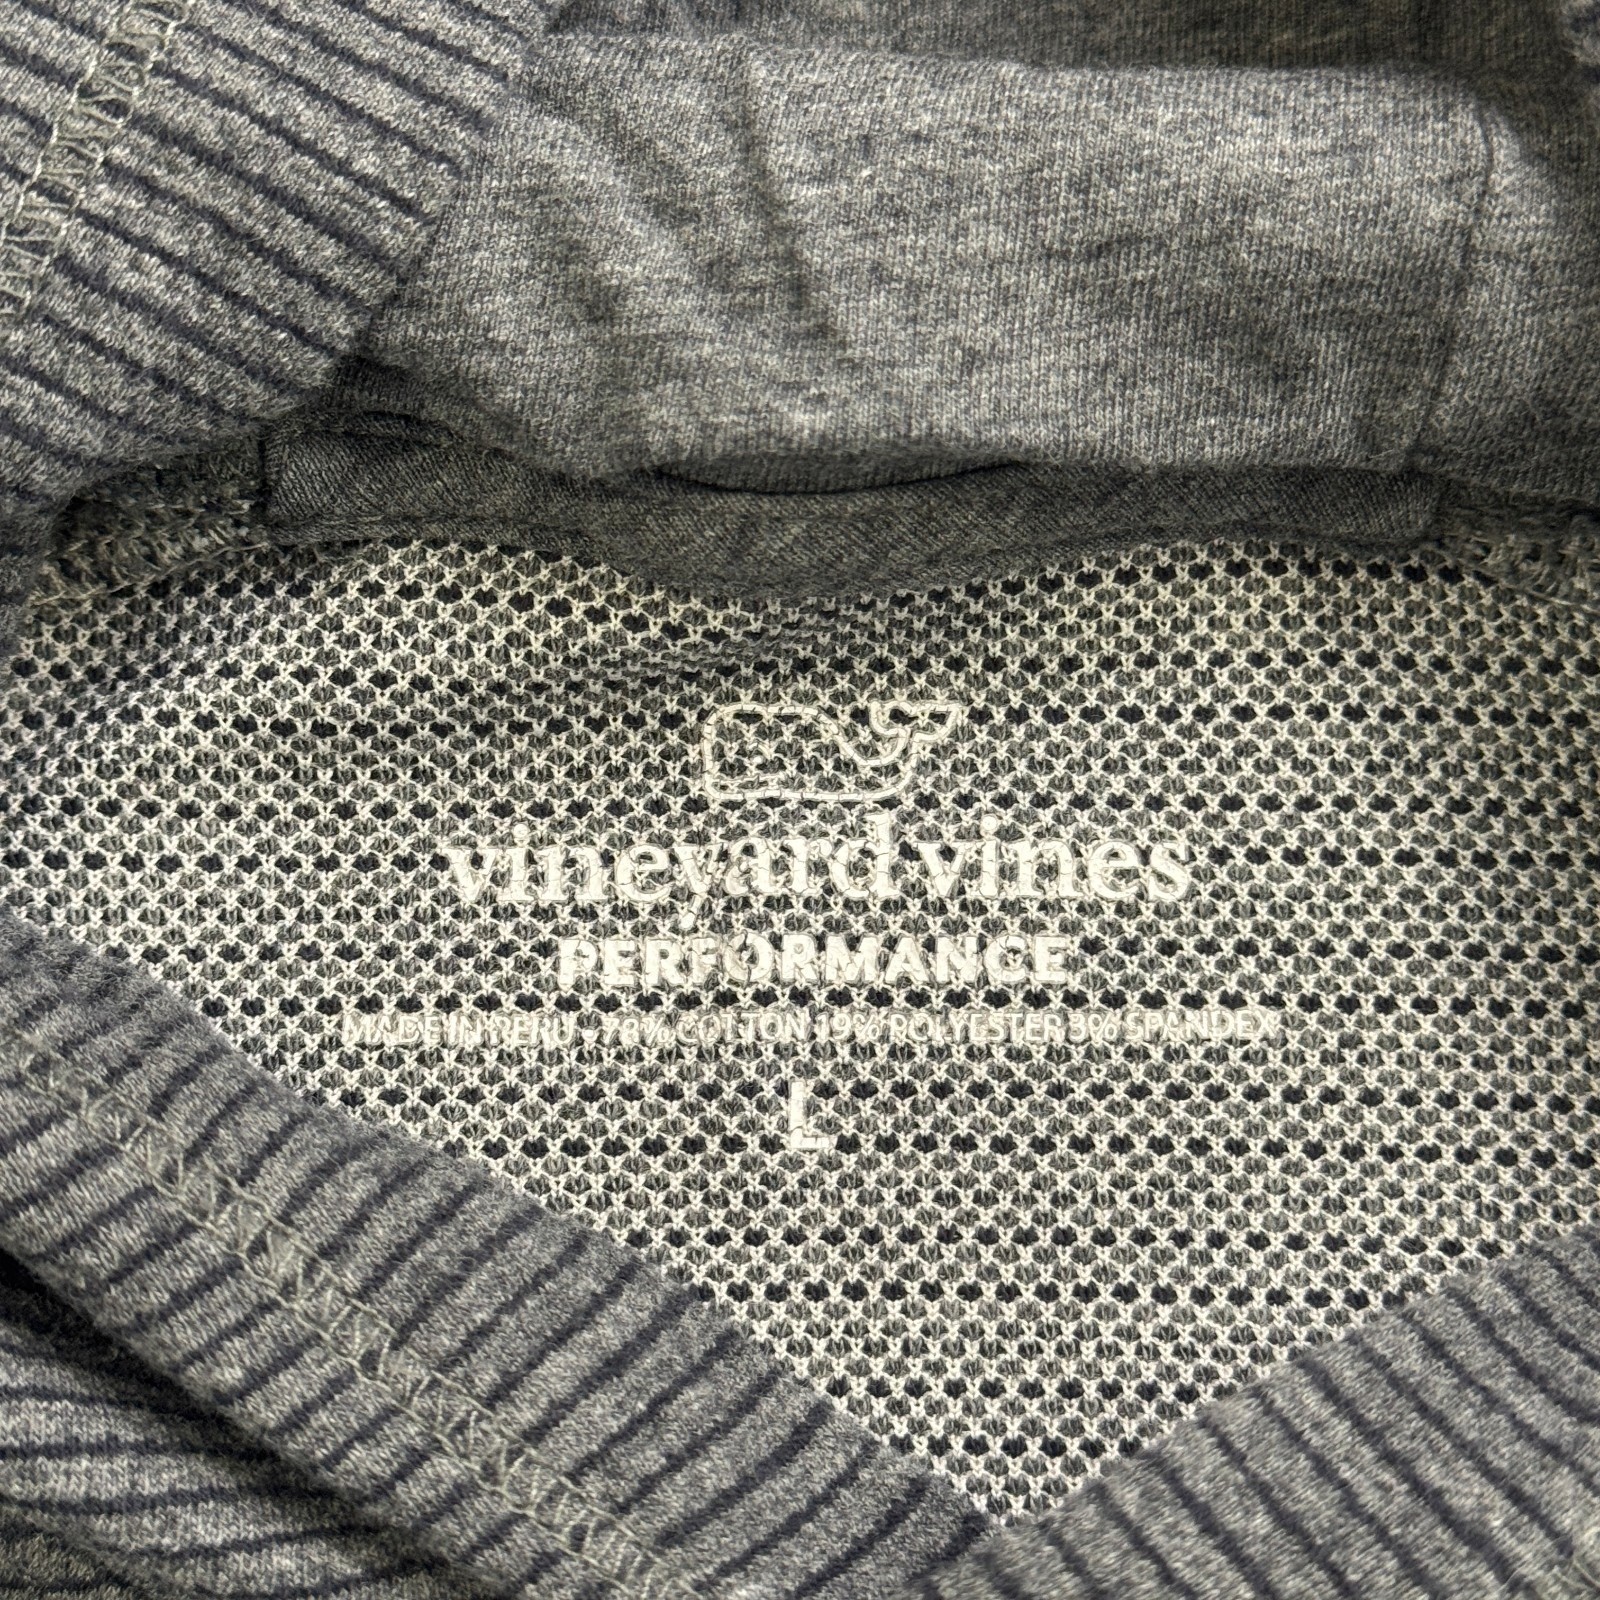 vineyard vines
PERFORMANCE
MADE IN PERU - 78% COTTON 19% POLYESTER 3% SPANDEX
L